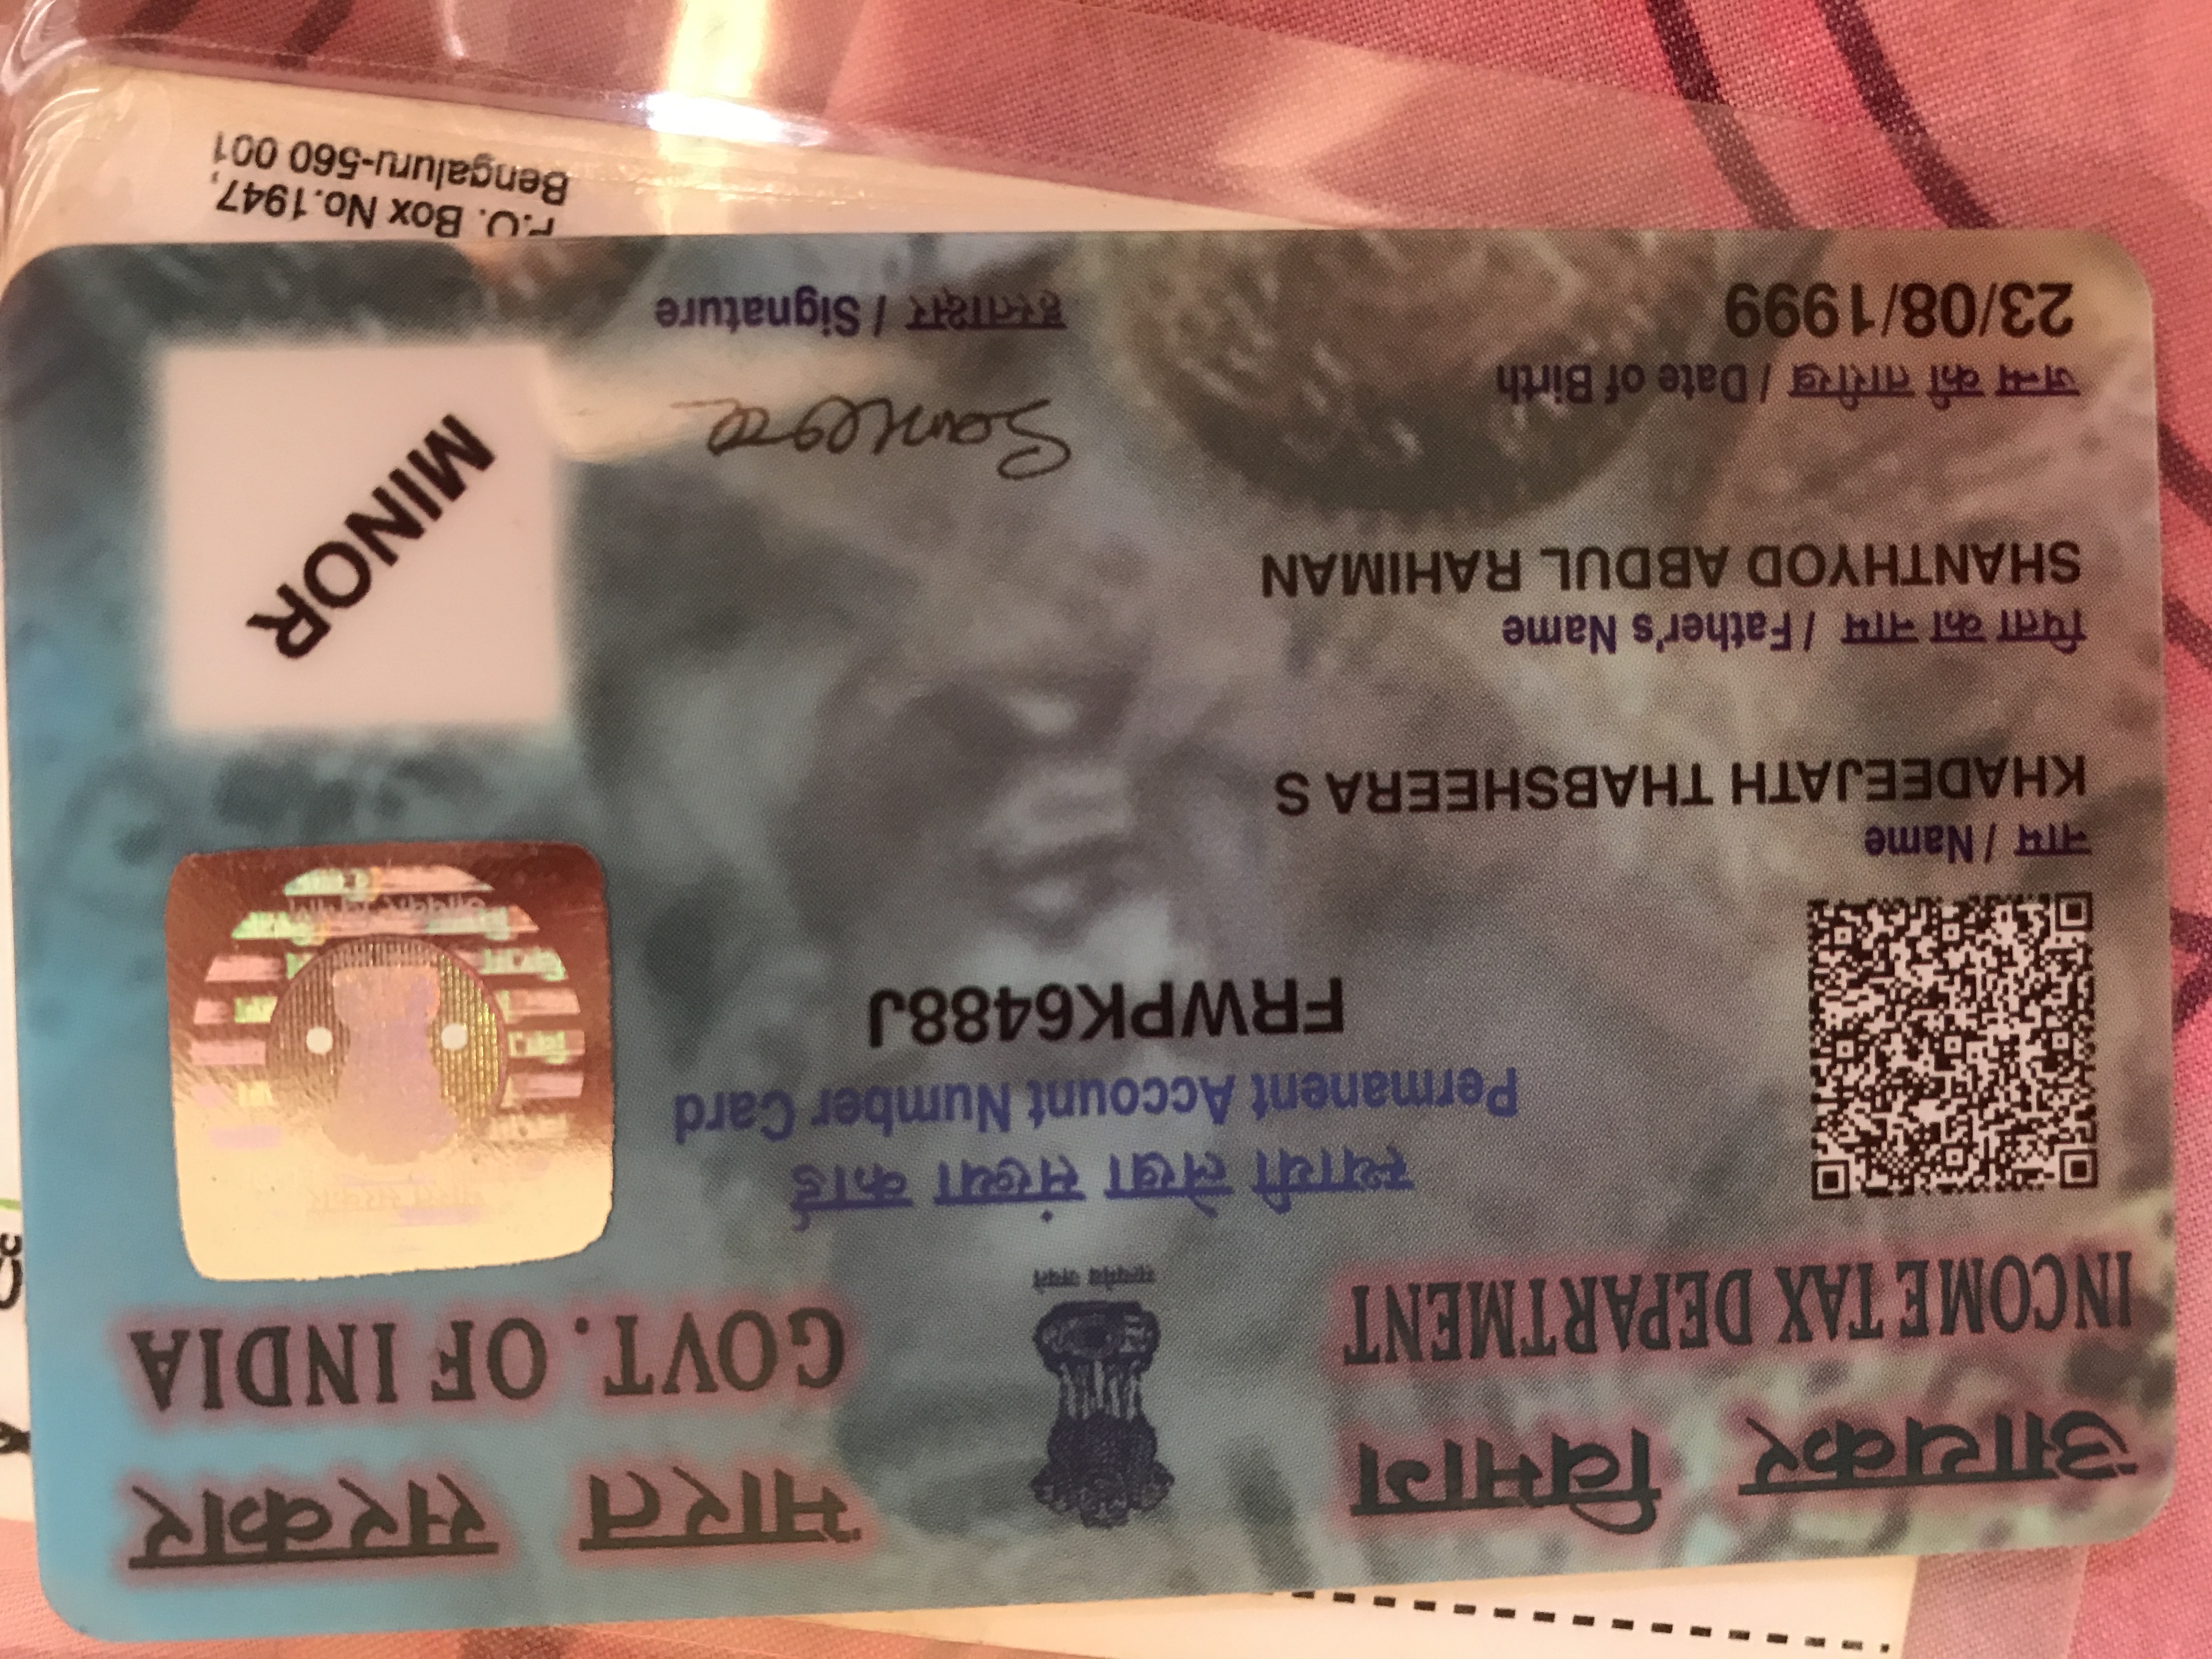 आयकर विभाग
INCOME TAX DEPARTMENT
सत्यमेव जयते
भारत सरकार
GOVT. OF INDIA
स्थायी लेखा संख्या कार्ड
Permanent Account Number Card
FRWPK6488J
भारत सरकार
नाम / Name
KHADEEJATH THABSHEERA S
पिता का नाम / Father's Name
SHANTHYOD ABDUL RAHIMAN
MINOR
जन्म की तारीख / Date of Birth
23/08/1999
हस्ताक्षर / Signature
P.O. Box No.1947,
Bengaluru-560 001